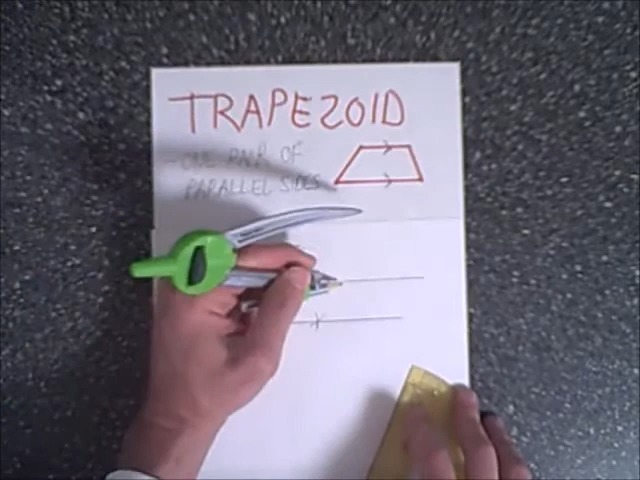 TRAPEZOID
- ONE PAIR OF
PARALLEL SIDES